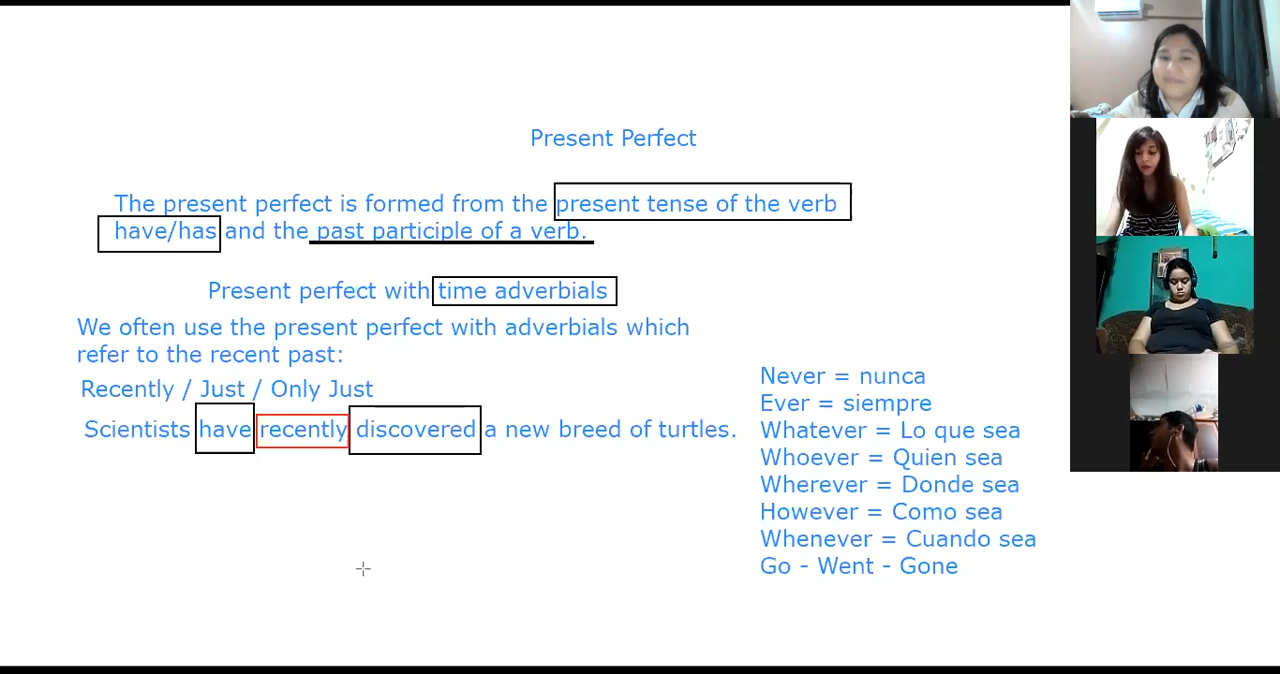 Present Perfect
The present perfect is formed from the present tense of the verb
have/has and the past participle of a verb.
Present perfect with time adverbials
We often use the present perfect with adverbials which
refer to the recent past:
Recently / Just / Only Just
Scientists have recently discovered a new breed of turtles.
Never = nunca
Ever = siempre
Whatever = Lo que sea
Whoever = Quien sea
Wherever = Donde sea
However = Como sea
Whenever = Cuando sea
Go - Went - Gone